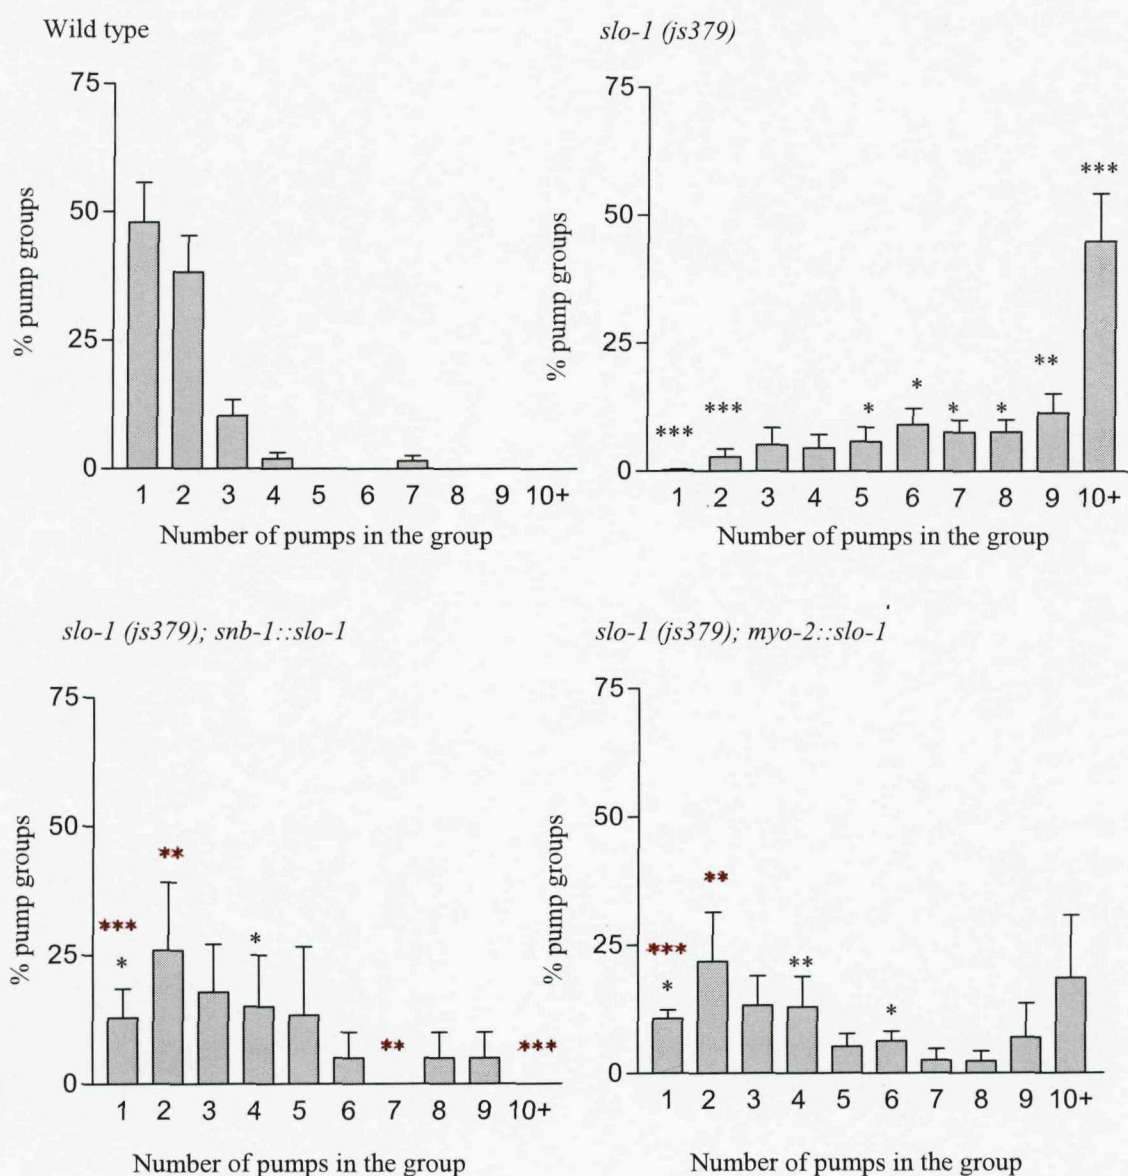 Wild type
75
50
25
0
% pump groups
1 2 3 4 5 6 7 8 9 10+
Number of pumps in the group
slo-1 (js379)
75
50
25
0
% pump groups
***
***
*
*
*
*
**
***
1 2 3 4 5 6 7 8 9 10+
Number of pumps in the group
slo-1 (js379); snb-1::slo-1
75
50
25
0
% pump groups
***
*
**
*
**
***
1 2 3 4 5 6 7 8 9 10+
Number of pumps in the group
slo-1 (js379); myo-2::slo-1
75
50
25
0
% pump groups
***
*
**
**
*
1 2 3 4 5 6 7 8 9 10+
Number of pumps in the group